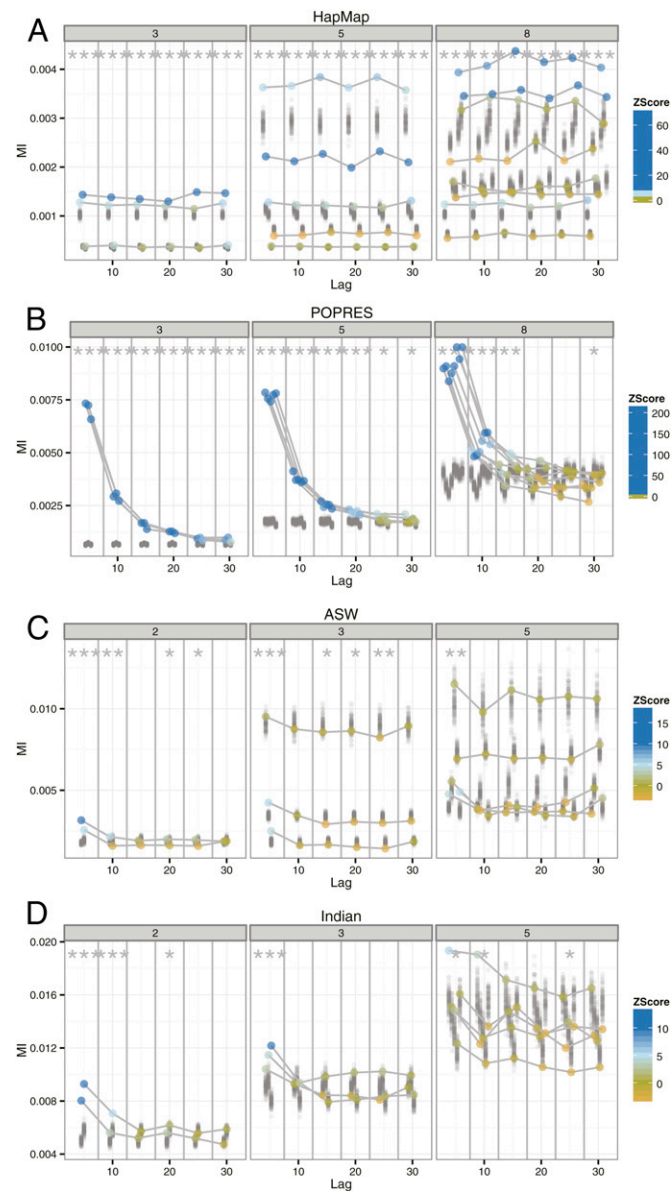 A
HapMap
3 5 8
* * * * * * * * * * * * * * * * * * * * * * * * * * * * * * * * * * * * * * * * * * * * * * * * * * * * * *
0.004
0.003
0.002
0.001
MI
10 20 30 10 20 30 10 20 30
Lag
ZScore
60
40
20
0
B
POPRES
3 5 8
0.0100
0.0075
0.0050
0.0025
MI
10 20 30 10 20 30 10 20 30
Lag
ZScore
200
150
100
50
0
C
ASW
2 3 5
0.010
0.005
MI
10 20 30 10 20 30 10 20 30
Lag
ZScore
15
10
5
0
D
Indian
2 3 5
0.020
0.016
0.012
0.008
0.004
MI
10 20 30 10 20 30 10 20 30
Lag
ZScore
10
5
0